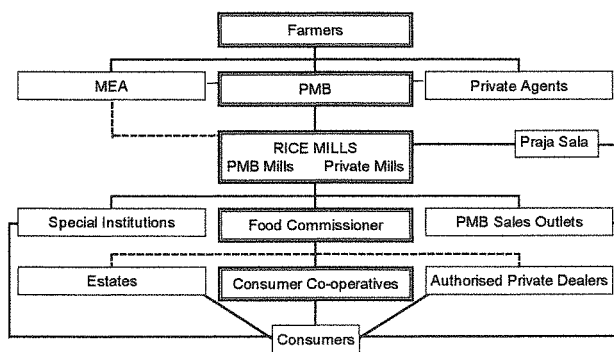 Farmers
MEA
PMB
Private Agents
RICE MILLS
PMB Mills Private Mills
Praja Sala
Special Institutions
Food Commissioner
PMB Sales Outlets
Estates
Consumer Co-operatives
Authorised Private Dealers
Consumers